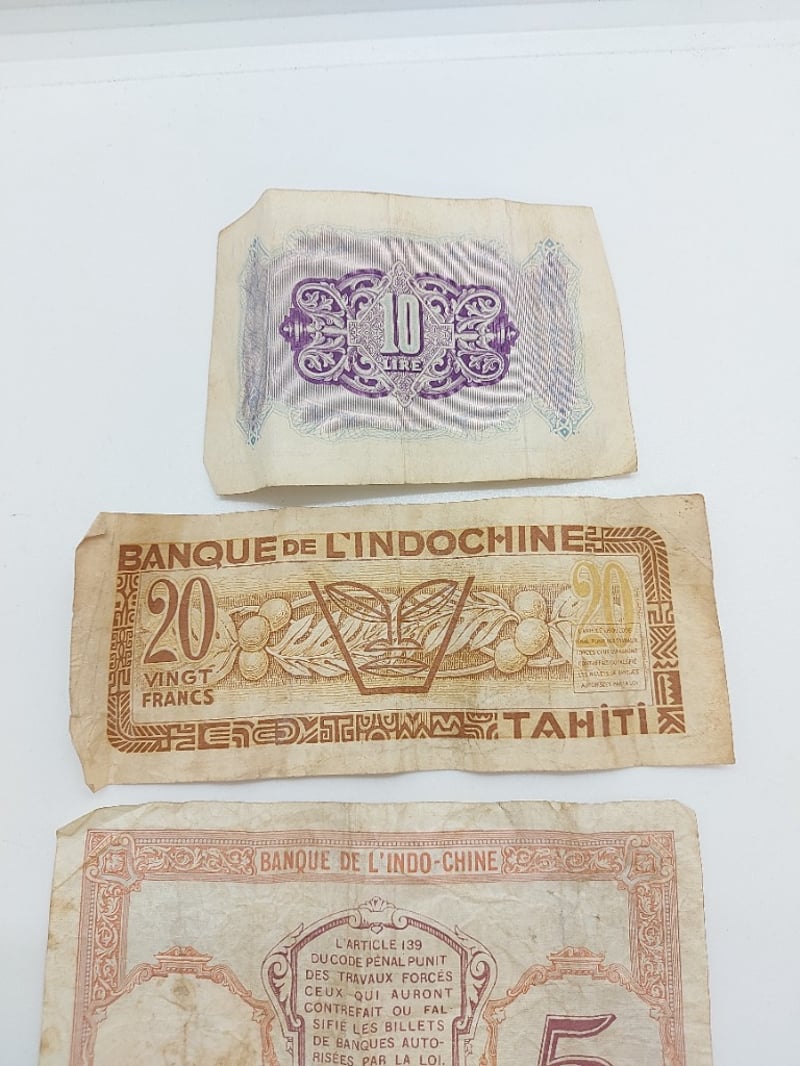 10
LIRE
BANQUE DE L'INDOCHINE
20
20
VINGT
FRANCS
TAHITI
BANQUE DE L'INDO-CHINE
L'ARTICLE 139
DU CODE PÉNAL PUNIT
DES TRAVAUX FORCÉS
CEUX QUI AURONT
CONTREFAIT OU FAL-
SIFIÉ LES BILLETS
DE BANQUES AUTO-
RISÉES PAR LA LOI.
5